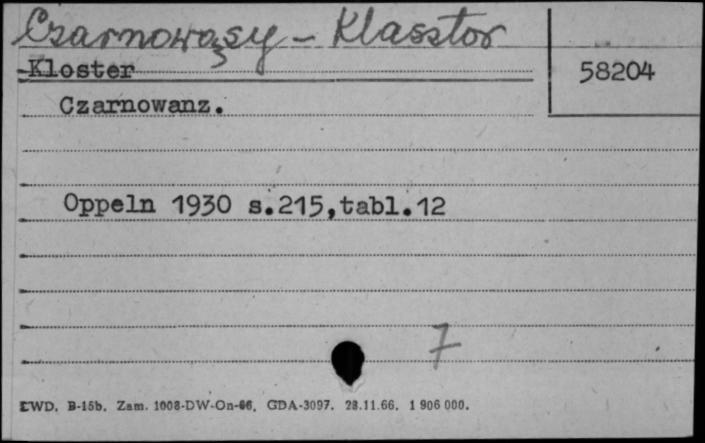 Czarnowąsy - Klasztor
Kloster
58204
Czarnowanz.
Oppeln 1930 s.215,tabl.12
7
LWD. B-15b. Zam. 1008-DW-On-66. GDA-3097. 28.11.66. 1 906 000.